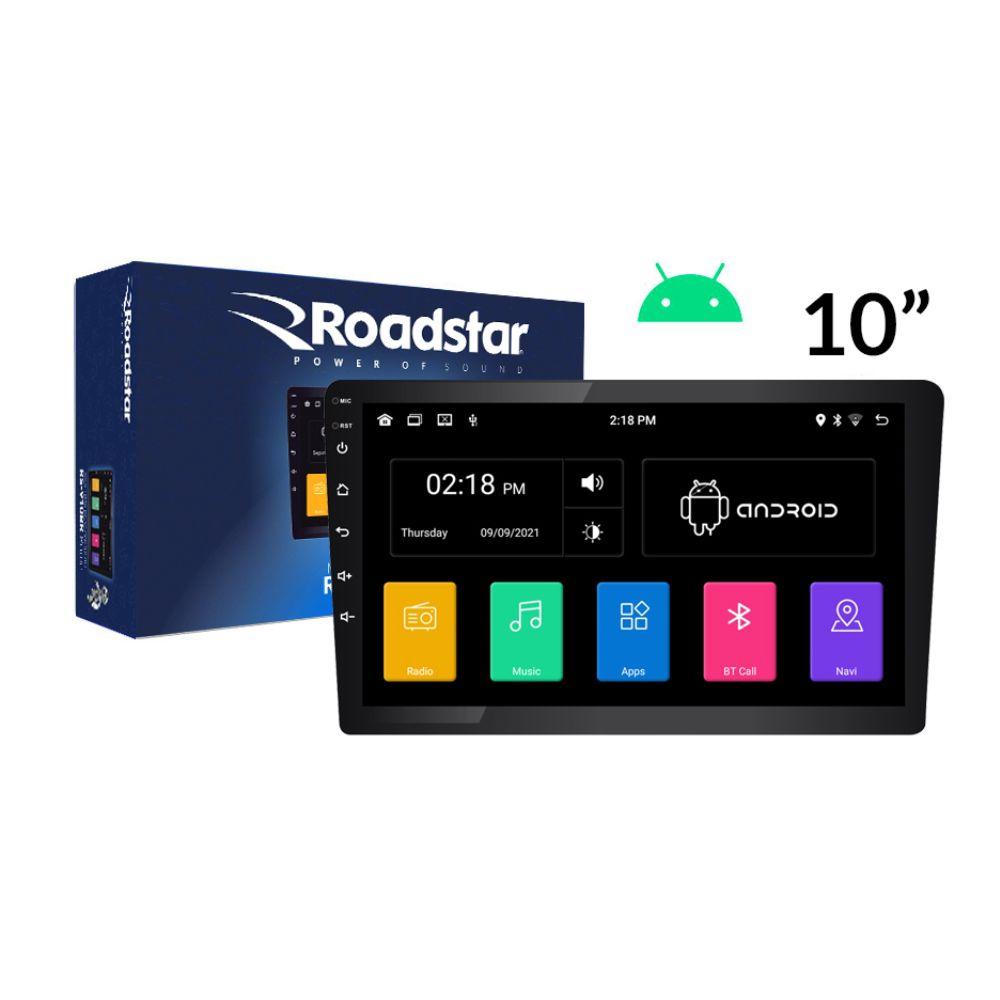 Roadstar
POWER OF SOUND
Roadstar
10”
MIC
RST
2:18 PM
02:18 PM
Thursday 09/09/2021
ANDROID
Radio
Music
Apps
BT Call
Navi